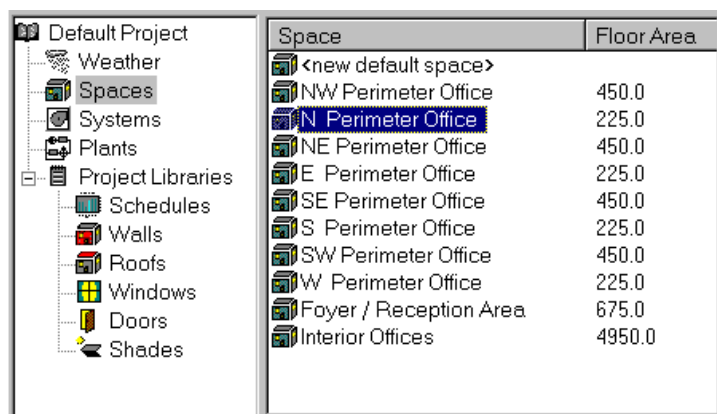 Default Project
Weather
Spaces
Systems
Plants
Project Libraries
Schedules
Walls
Roofs
Windows
Doors
Shades
Space Floor Area
<new default space>
NW Perimeter Office 450.0
N Perimeter Office 225.0
NE Perimeter Office 450.0
E Perimeter Office 225.0
SE Perimeter Office 450.0
S Perimeter Office 225.0
SW Perimeter Office 450.0
W Perimeter Office 225.0
Foyer / Reception Area 675.0
Interior Offices 4950.0